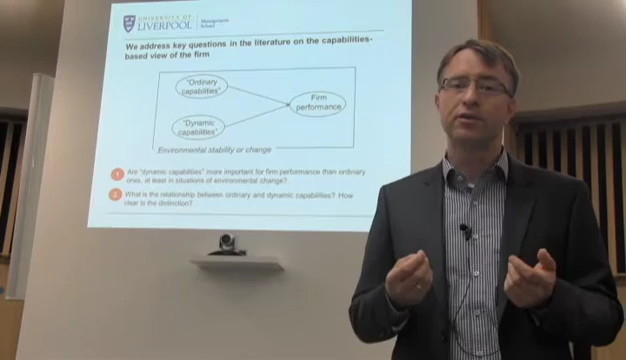 UNIVERSITY OF
LIVERPOOL
Management
School
We address key questions in the literature on the capabilities-
based view of the firm
"Ordinary
capabilities"
Firm
performance
"Dynamic
capabilities"
Environmental stability or change
1 Are "dynamic capabilities" more important for firm performance than ordinary
ones, at least in situations of environmental change?
2 What is the relationship between ordinary and dynamic capabilities? How
clear is the distinction?